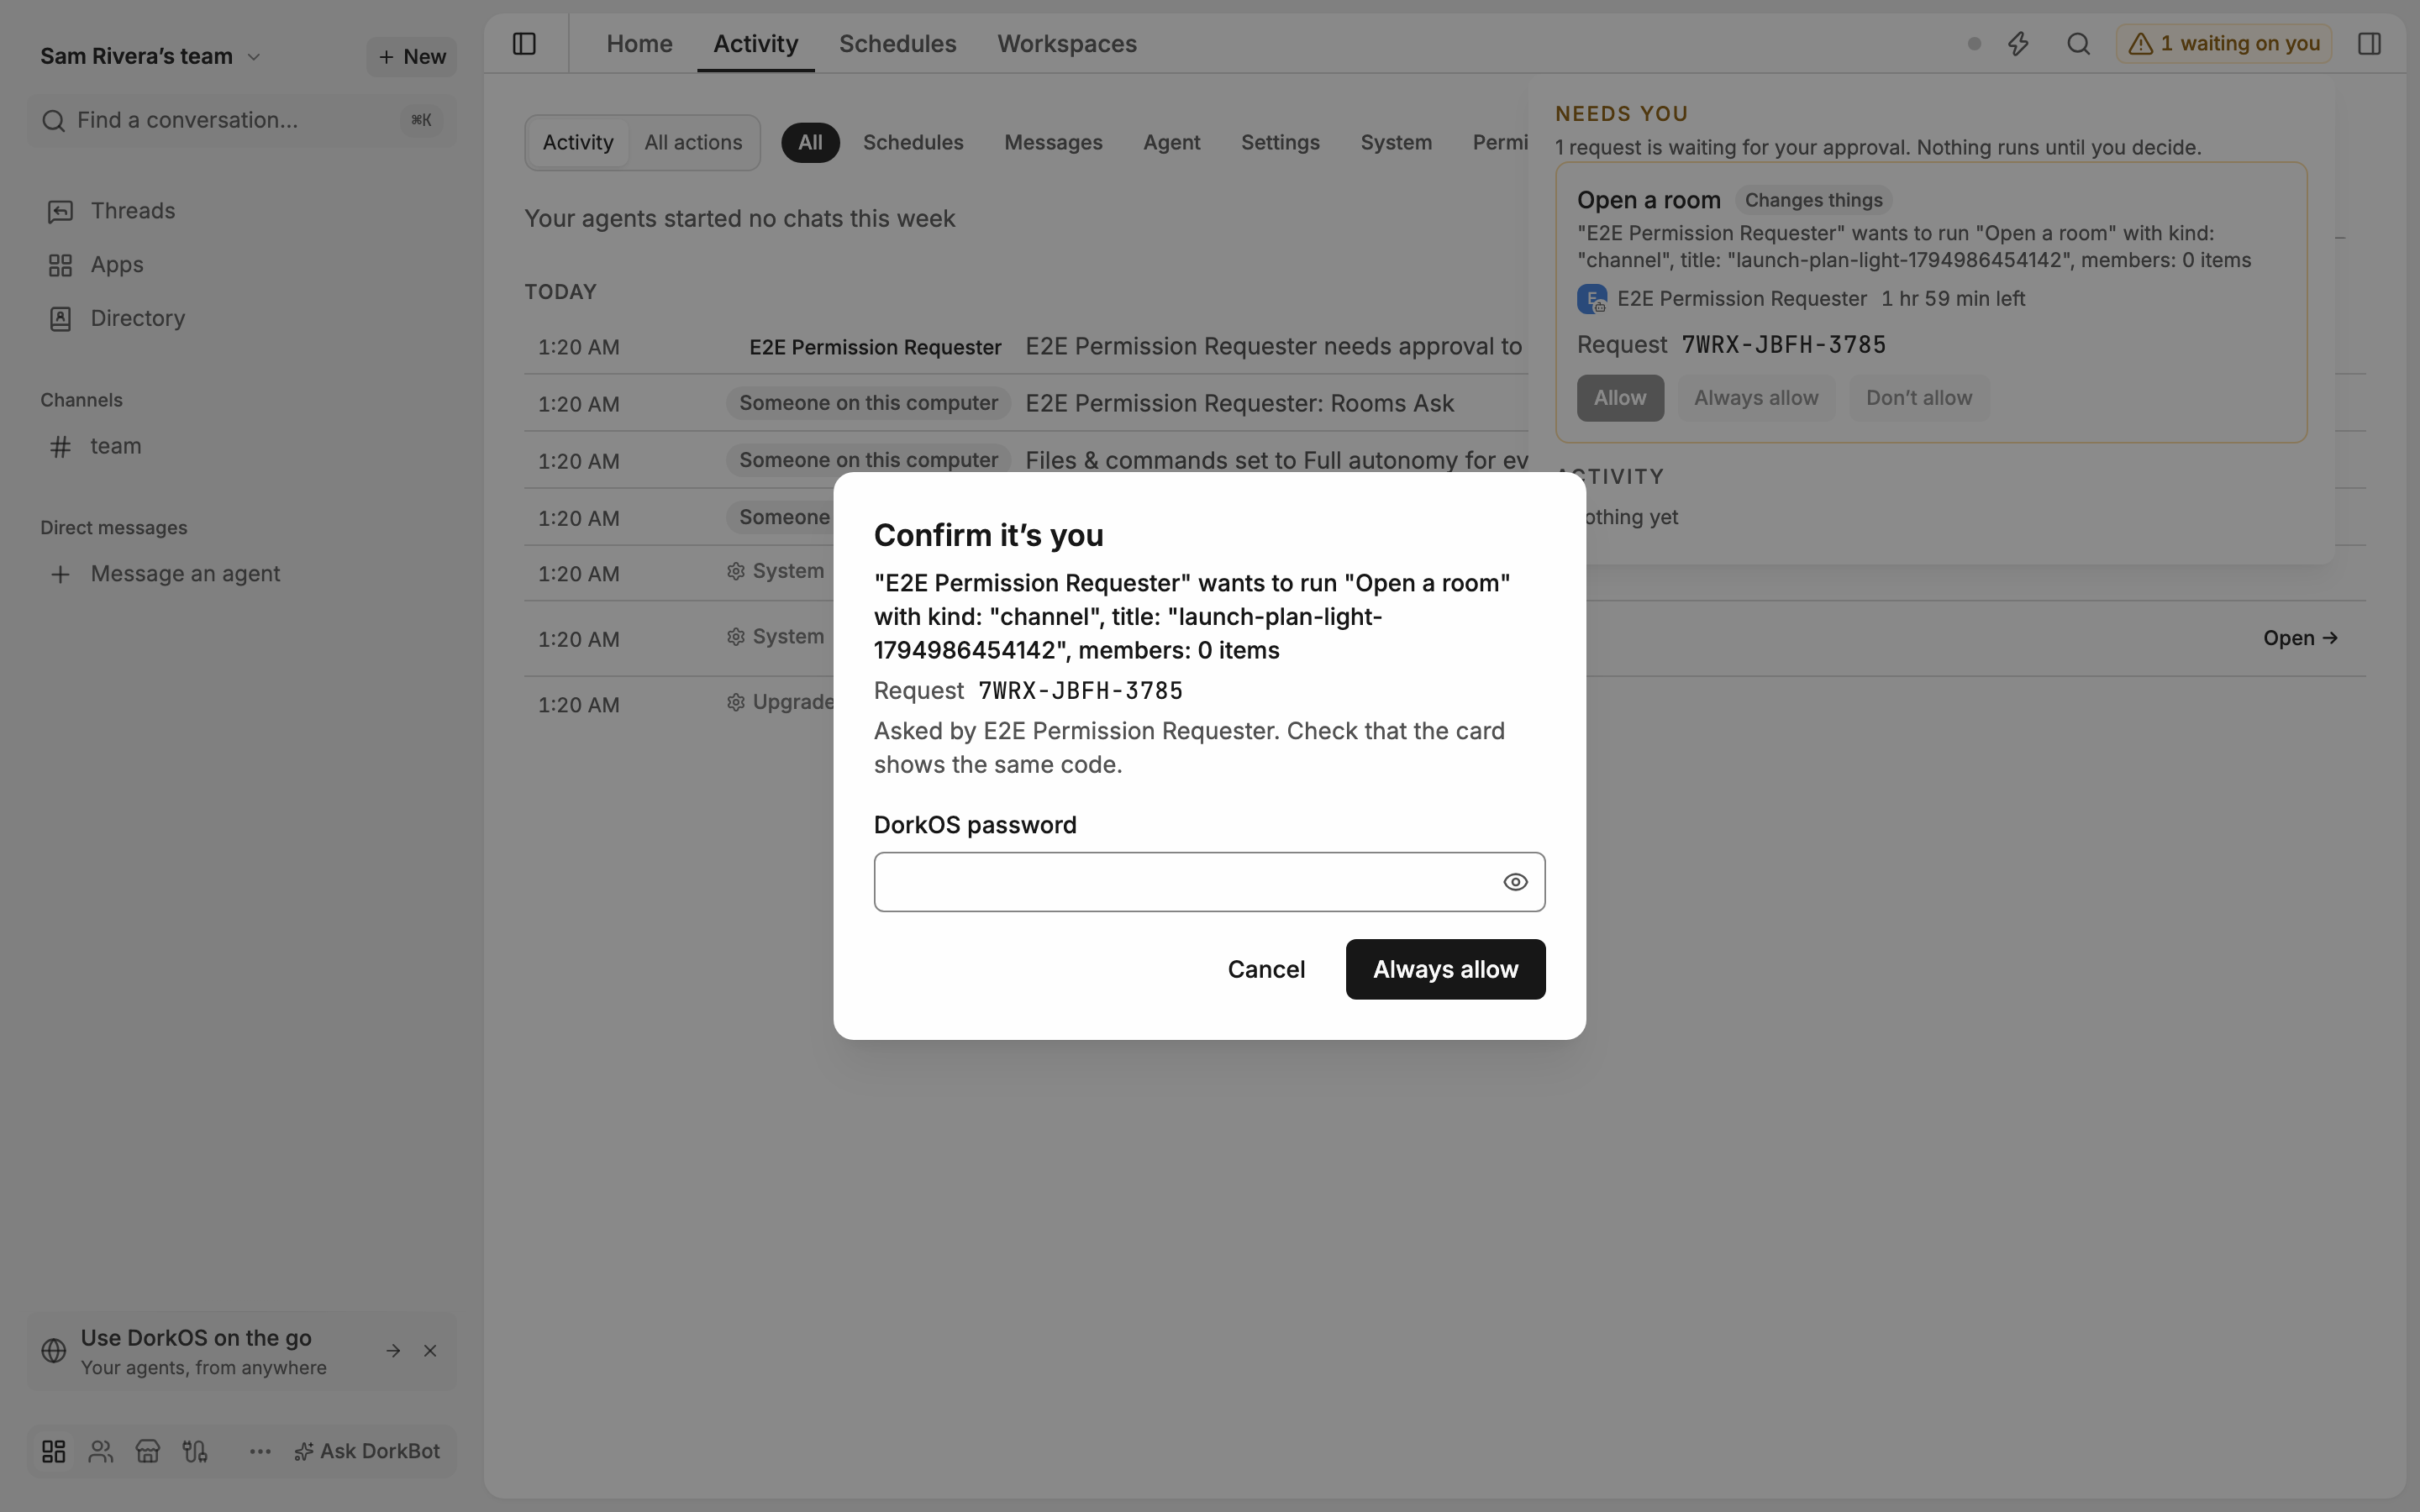 Sam Rivera’s team
+ New
Find a conversation...
⌘K
Threads
Apps
Directory
Channels
# team
Direct messages
+ Message an agent
Use DorkOS on the go
Your agents, from anywhere
Ask DorkBot
Home
Activity
Schedules
Workspaces
1 waiting on you
Activity
All actions
All
Schedules
Messages
Agent
Settings
System
Permi
Your agents started no chats this week
TODAY
1:20 AM E2E Permission Requester E2E Permission Requester needs approval to
1:20 AM Someone on this computer E2E Permission Requester: Rooms Ask
1:20 AM Someone on this computer Files & commands set to Full autonomy for ev
1:20 AM Someone
1:20 AM System
1:20 AM System Open →
1:20 AM Upgrade
NEEDS YOU
1 request is waiting for your approval. Nothing runs until you decide.
Open a room Changes things
"E2E Permission Requester" wants to run "Open a room" with kind:
"channel", title: "launch-plan-light-1794986454142", members: 0 items
E E2E Permission Requester 1 hr 59 min left
Request 7WRX-JBFH-3785
Allow
Always allow
Don’t allow
CTIVITY
othing yet
Confirm it’s you
"E2E Permission Requester" wants to run "Open a room"
with kind: "channel", title: "launch-plan-light-
1794986454142", members: 0 items
Request 7WRX-JBFH-3785
Asked by E2E Permission Requester. Check that the card
shows the same code.
DorkOS password
Cancel
Always allow